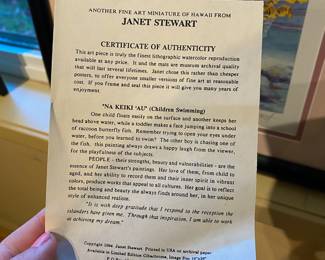 ANOTHER FINE ART MINIATURE OF HAWAII FROM
JANET STEWART
CERTIFICATE OF AUTHENTICITY
This art piece is truly the finest lithographic watercolor reproduction
available at any price. It and the mats are museum archival quality
that will last several lifetimes. Janet chose this rather than cheaper
posters, to offer everyone smaller versions of fine art at reasonable
cost. If you frame and seal this piece it will give you many years of
enjoyment.
"NA KEIKI 'AU" (Children Swimming)
One child floats easily on the surface and another keeps her
head above water, while a toddler makes a face jumping into a school
of raccoon butterfly fish. Remember trying to open your eyes under
water, before you learned to swim? The other boy is chasing one of
the fish, this painting always draws a happy laugh from the viewer,
for the playfulness of the subjects.
PEOPLE - their strengths, beauty and vulnerabilities - are the
essence of Janet Stewart's paintings. Her love of them, from child to
aged, and her ability to record them and their inner spirit in vibrant
colors, produce works that appeal to all cultures. Her goal is to reflect
the total being and beauty she always finds around her, in her unique
style of enhanced realism.
"It is with deep gratitude that I respond to the reception the
islanders have given me. Through that inspiration, I am able to work
at achieving my dream."
Copyright Janet Stewart. Printed in USA on archival paper
Available in Limited Edition Cibachrome, Image Size